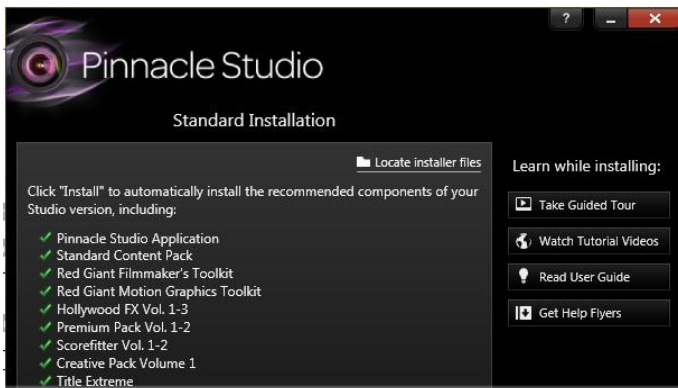 ?
Pinnacle Studio
Standard Installation
Locate installer files
Click "Install" to automatically install the recommended components of your
Studio version, including:
Pinnacle Studio Application
Standard Content Pack
Red Giant Filmmaker's Toolkit
Red Giant Motion Graphics Toolkit
Hollywood FX Vol. 1-3
Premium Pack Vol. 1-2
Scorefitter Vol. 1-2
Creative Pack Volume 1
Title Extreme
Learn while installing:
Take Guided Tour
Watch Tutorial Videos
Read User Guide
Get Help Flyers